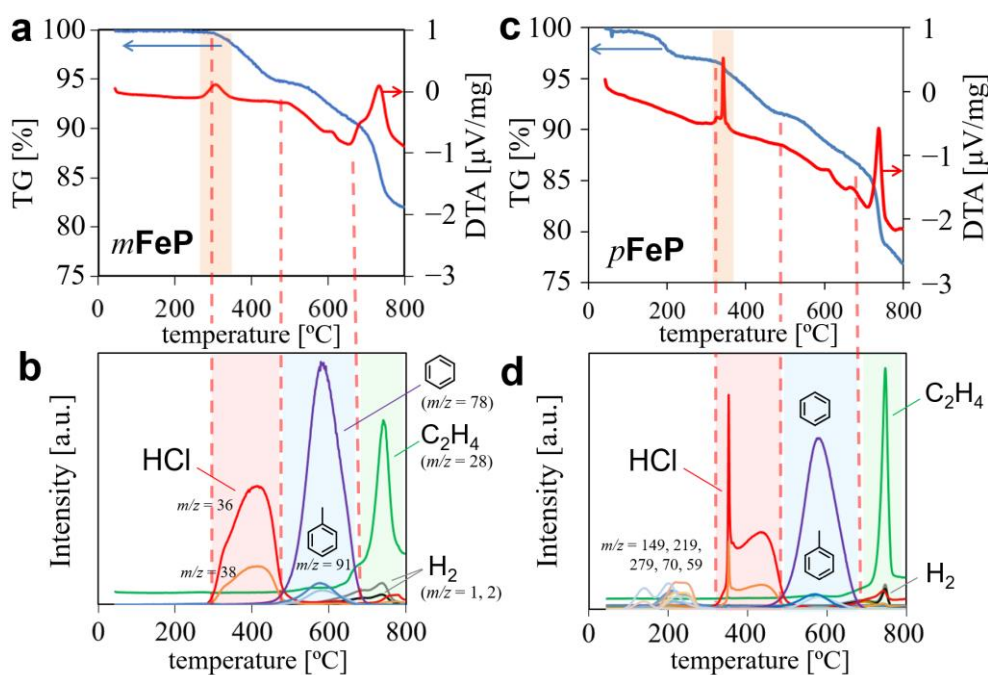 a
100
95
90
85
80
75
TG [%]
1
0
−1
−2
−3
DTA [µV/mg]
mFeP
0
200
400
600
800
temperature [ºC]
c
100
95
90
85
80
75
TG [%]
1
0
−1
−2
−3
DTA [µV/mg]
pFeP
0
200
400
600
800
temperature [ºC]
b
Intensity [a.u.]
HCl
m/z = 36
m/z = 38
m/z = 91
(m/z = 78)
C2H4
(m/z = 28)
H2
(m/z = 1, 2)
0
200
400
600
800
temperature [ºC]
d
Intensity [a.u.]
HCl
m/z = 149, 219,
279, 70, 59
C2H4
H2
0
200
400
600
800
temperature [ºC]